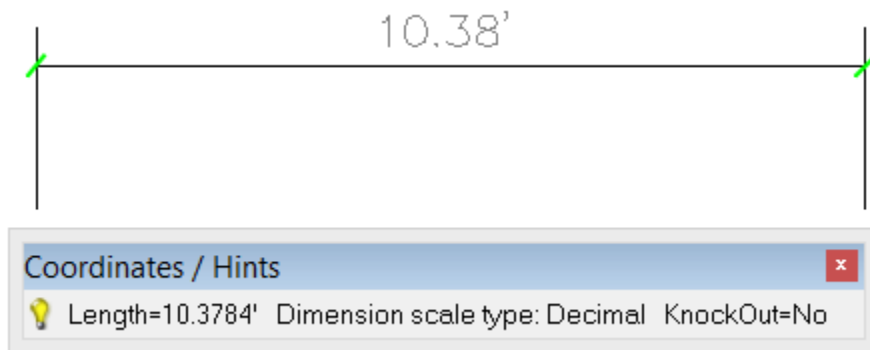 10.38'
Coordinates / Hints
x
Length=10.3784' Dimension scale type: Decimal KnockOut=No